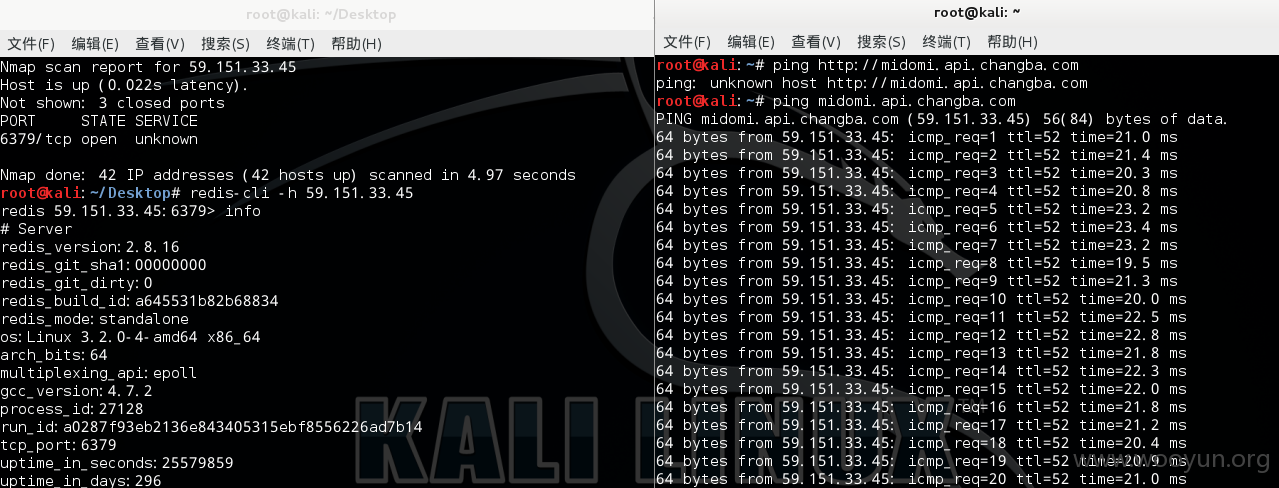 root@kali: ~/Desktop
文件(F) 编辑(E) 查看(V) 搜索(S) 终端(T) 帮助(H)
Nmap scan report for 59.151.33.45
Host is up (0.022s latency).
Not shown: 3 closed ports
PORT STATE SERVICE
6379/tcp open unknown
Nmap done: 42 IP addresses (42 hosts up) scanned in 4.97 seconds
root@kali:~/Desktop# redis-cli -h 59.151.33.45
redis 59.151.33.45:6379> info
# Server
redis_version:2.8.16
redis_git_sha1:00000000
redis_git_dirty:0
redis_build_id:a645531b82b68834
redis_mode:standalone
os:Linux 3.2.0-4-amd64 x86_64
arch_bits:64
multiplexing_api:epoll
gcc_version:4.7.2
process_id:27128
run_id:a0287f93eb2136e843405315ebf8556226ad7b14
tcp_port:6379
uptime_in_seconds:25579859
uptime_in_days:296
root@kali: ~
文件(F) 编辑(E) 查看(V) 搜索(S) 终端(T) 帮助(H)
root@kali:~# ping http://midomi.api.changba.com
ping: unknown host http://midomi.api.changba.com
root@kali:~# ping midomi.api.changba.com
PING midomi.api.changba.com (59.151.33.45) 56(84) bytes of data.
64 bytes from 59.151.33.45: icmp_req=1 ttl=52 time=21.0 ms
64 bytes from 59.151.33.45: icmp_req=2 ttl=52 time=21.4 ms
64 bytes from 59.151.33.45: icmp_req=3 ttl=52 time=20.3 ms
64 bytes from 59.151.33.45: icmp_req=4 ttl=52 time=20.8 ms
64 bytes from 59.151.33.45: icmp_req=5 ttl=52 time=23.2 ms
64 bytes from 59.151.33.45: icmp_req=6 ttl=52 time=23.4 ms
64 bytes from 59.151.33.45: icmp_req=7 ttl=52 time=23.2 ms
64 bytes from 59.151.33.45: icmp_req=8 ttl=52 time=19.5 ms
64 bytes from 59.151.33.45: icmp_req=9 ttl=52 time=21.3 ms
64 bytes from 59.151.33.45: icmp_req=10 ttl=52 time=20.0 ms
64 bytes from 59.151.33.45: icmp_req=11 ttl=52 time=22.5 ms
64 bytes from 59.151.33.45: icmp_req=12 ttl=52 time=22.8 ms
64 bytes from 59.151.33.45: icmp_req=13 ttl=52 time=21.8 ms
64 bytes from 59.151.33.45: icmp_req=14 ttl=52 time=22.3 ms
64 bytes from 59.151.33.45: icmp_req=15 ttl=52 time=22.0 ms
64 bytes from 59.151.33.45: icmp_req=16 ttl=52 time=21.8 ms
64 bytes from 59.151.33.45: icmp_req=17 ttl=52 time=21.2 ms
64 bytes from 59.151.33.45: icmp_req=18 ttl=52 time=20.4 ms
64 bytes from 59.151.33.45: icmp_req=19 ttl=52 ms
64 bytes from 59.151.33.45: icmp_req=20 ttl=52 time=21.0 ms
KALI LINUX™
www.wooyun.org